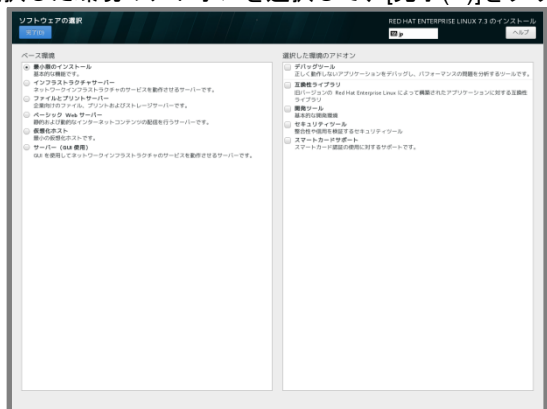 ソフトウェアの選択
完了(D)
RED HAT ENTERPRISE LINUX 7.3 のインストール
jp
ヘルプ
ベース環境
最小限のインストール
基本的な機能です。
インフラストラクチャーサーバー
ネットワークインフラストラクチャのサービスを動作させるサーバーです。
ファイルとプリントサーバー
企業向けのファイル、プリントおよびストレージサーバーです。
ベーシック Web サーバー
静的および動的なインターネットコンテンツの配信を行うサーバーです。
仮想化ホスト
最小の仮想化ホストです。
サーバー (GUI 使用)
GUI を使用してネットワークインフラストラクチャのサービスを動作させるサーバーです。
選択した環境のアドオン
デバッグツール
正しく動作しないアプリケーションをデバッグし、パフォーマンスの問題を分析するツールです。
互換性ライブラリ
旧バージョンの Red Hat Enterprise Linux によって構築されたアプリケーションに対する互換性
ライブラリ
開発ツール
基本的な開発環境
セキュリティツール
整合性や信用を検証するセキュリティツール
スマートカードサポート
スマートカード認証の使用に対するサポートです。